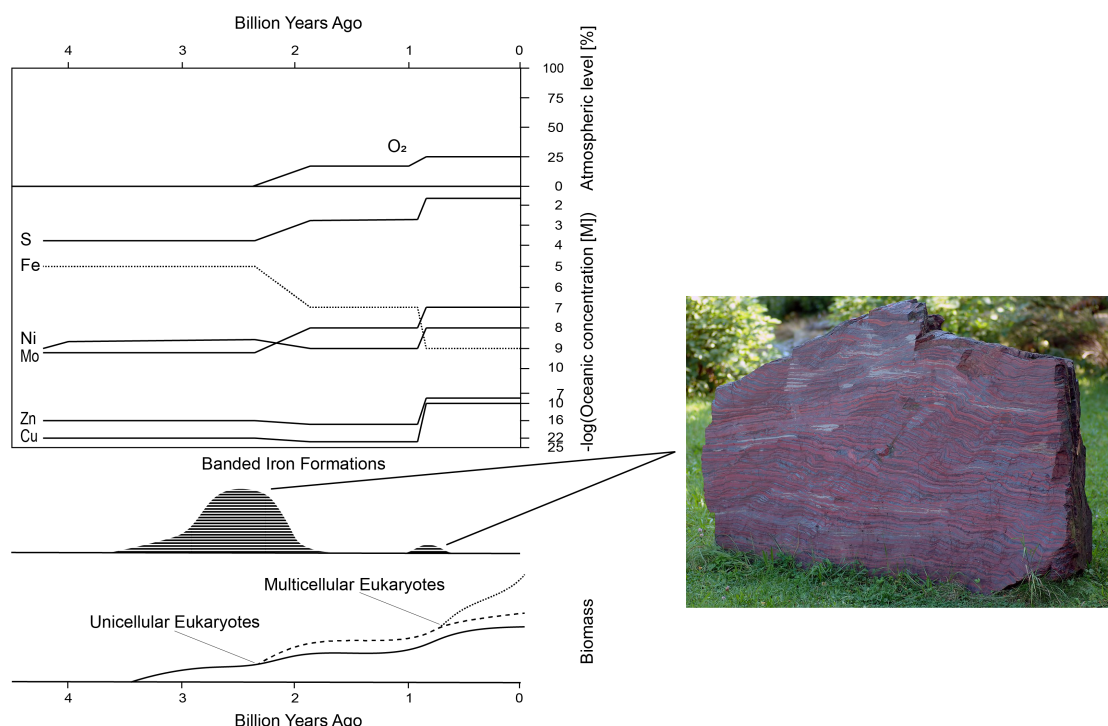 Billion Years Ago
4 3 2 1 0
Atmospheric level [%]
100
75
50
25
0
O₂
-log(Oceanic concentration [M])
2
3
4
5
6
7
8
9
10
7
10
16
22
25
S
Fe
Ni
Mo
Zn
Cu
Banded Iron Formations
Multicellular Eukaryotes
Unicellular Eukaryotes
Biomass
4 3 2 1 0
Billion Years Ago